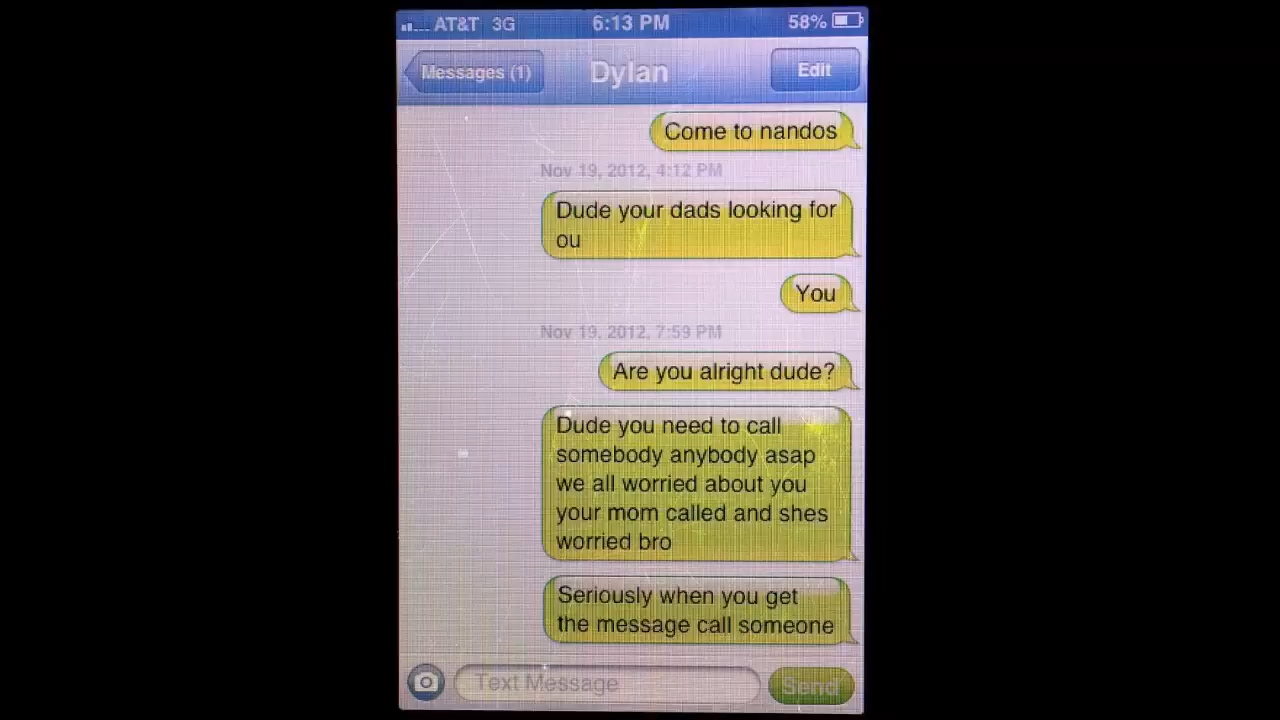 AT&T 3G 6:13 PM 58%
Messages (1) Dylan Edit
Come to nandos
Nov 19, 2012, 4:12 PM
Dude your dads looking for
ou
You
Nov 19, 2012, 7:59 PM
Are you alright dude?
Dude you need to call
somebody anybody asap
we all worried about you
your mom called and shes
worried bro
Seriously when you get
the message call someone
Text Message Send